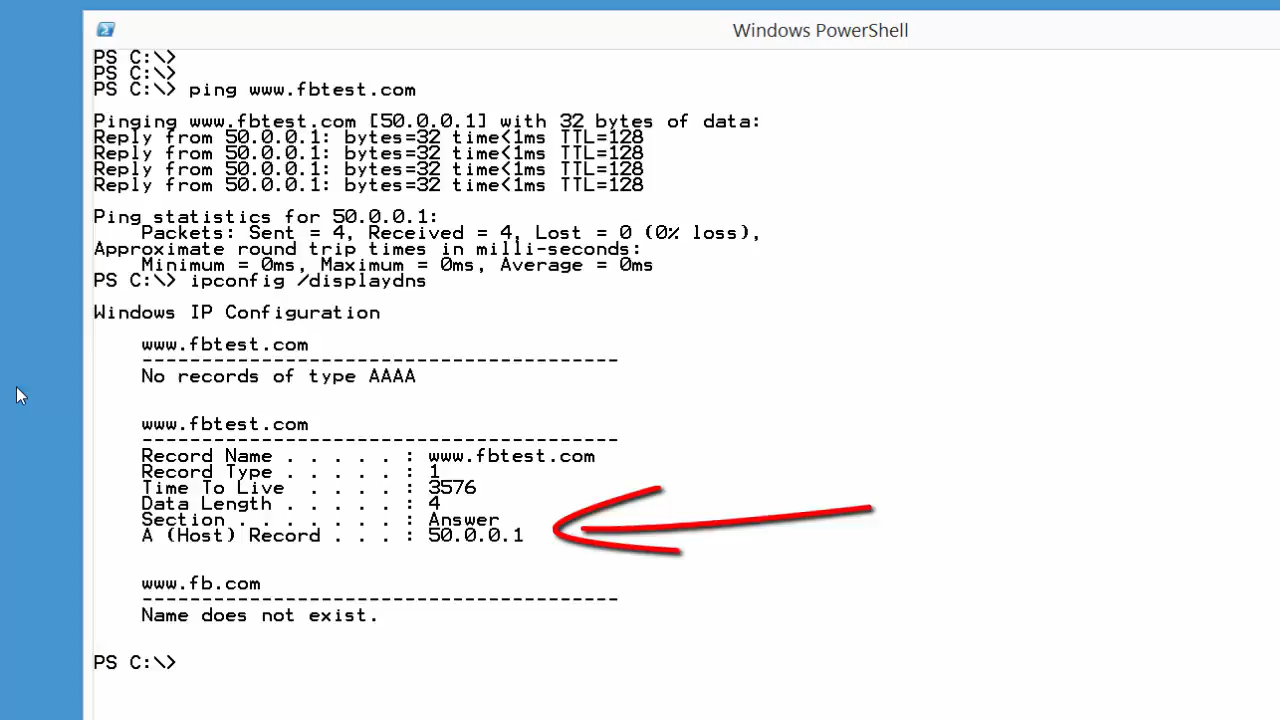 Windows PowerShell
PS C:\>
PS C:\>
PS C:\> ping www.fbtest.com
Pinging www.fbtest.com [50.0.0.1] with 32 bytes of data:
Reply from 50.0.0.1: bytes=32 time<1ms TTL=128
Reply from 50.0.0.1: bytes=32 time<1ms TTL=128
Reply from 50.0.0.1: bytes=32 time<1ms TTL=128
Reply from 50.0.0.1: bytes=32 time<1ms TTL=128
Ping statistics for 50.0.0.1:
Packets: Sent = 4, Received = 4, Lost = 0 (0% loss),
Approximate round trip times in milli-seconds:
Minimum = 0ms, Maximum = 0ms, Average = 0ms
PS C:\> ipconfig /displaydns
Windows IP Configuration
www.fbtest.com
----------------------------------------
No records of type AAAA
www.fbtest.com
----------------------------------------
Record Name . . . . . : www.fbtest.com
Record Type . . . . . : 1
Time To Live  . . . . : 3576
Data Length . . . . . : 4
Section . . . . . . . : Answer
A (Host) Record . . . : 50.0.0.1
www.fb.com
----------------------------------------
Name does not exist.
PS C:\>